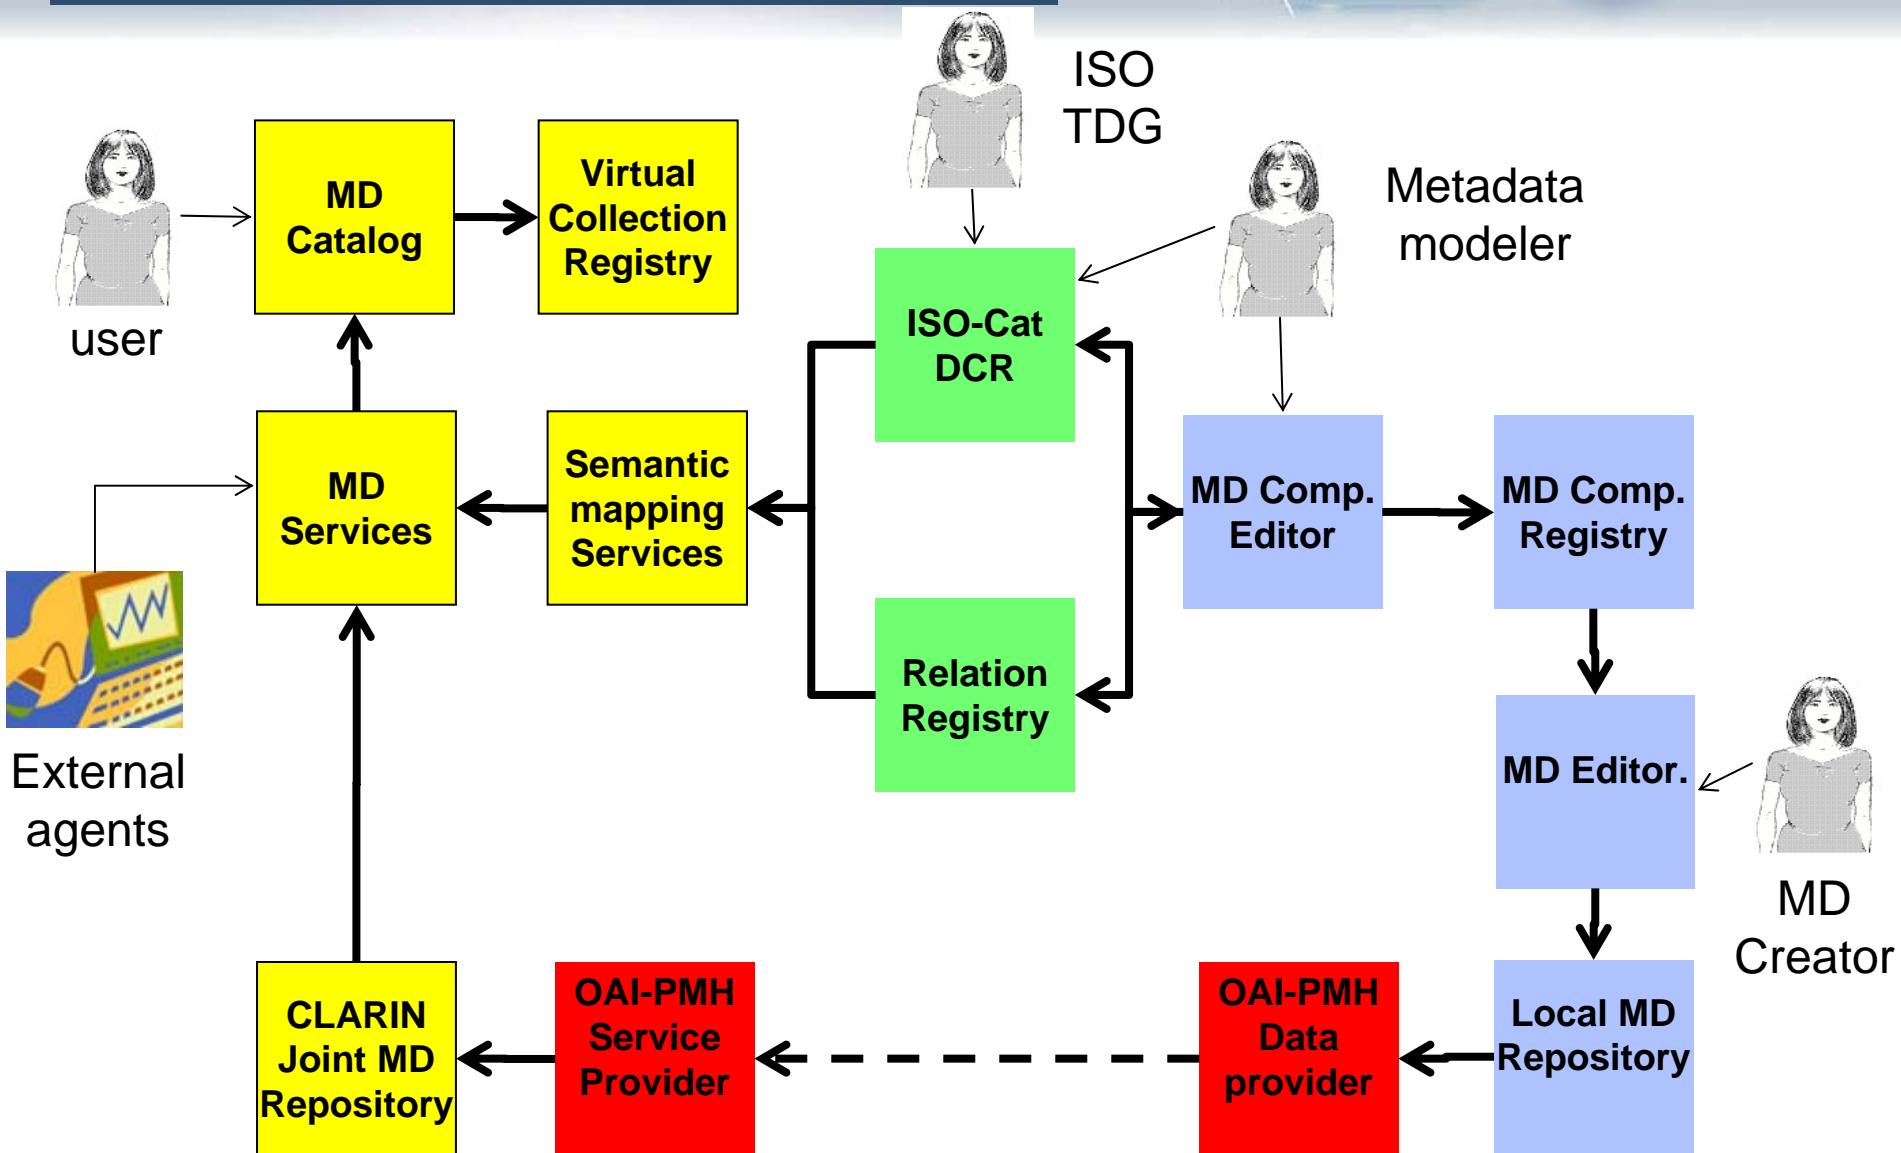 ISO
TDG
Metadata
modeler
user
MD
Catalog
Virtual
Collection
Registry
ISO-Cat
DCR
MD
Services
Semantic
mapping
Services
MD Comp.
Editor
MD Comp.
Registry
Relation
Registry
External
agents
MD Editor.
MD
Creator
CLARIN
Joint MD
Repository
OAI-PMH
Service
Provider
OAI-PMH
Data
provider
Local MD
Repository